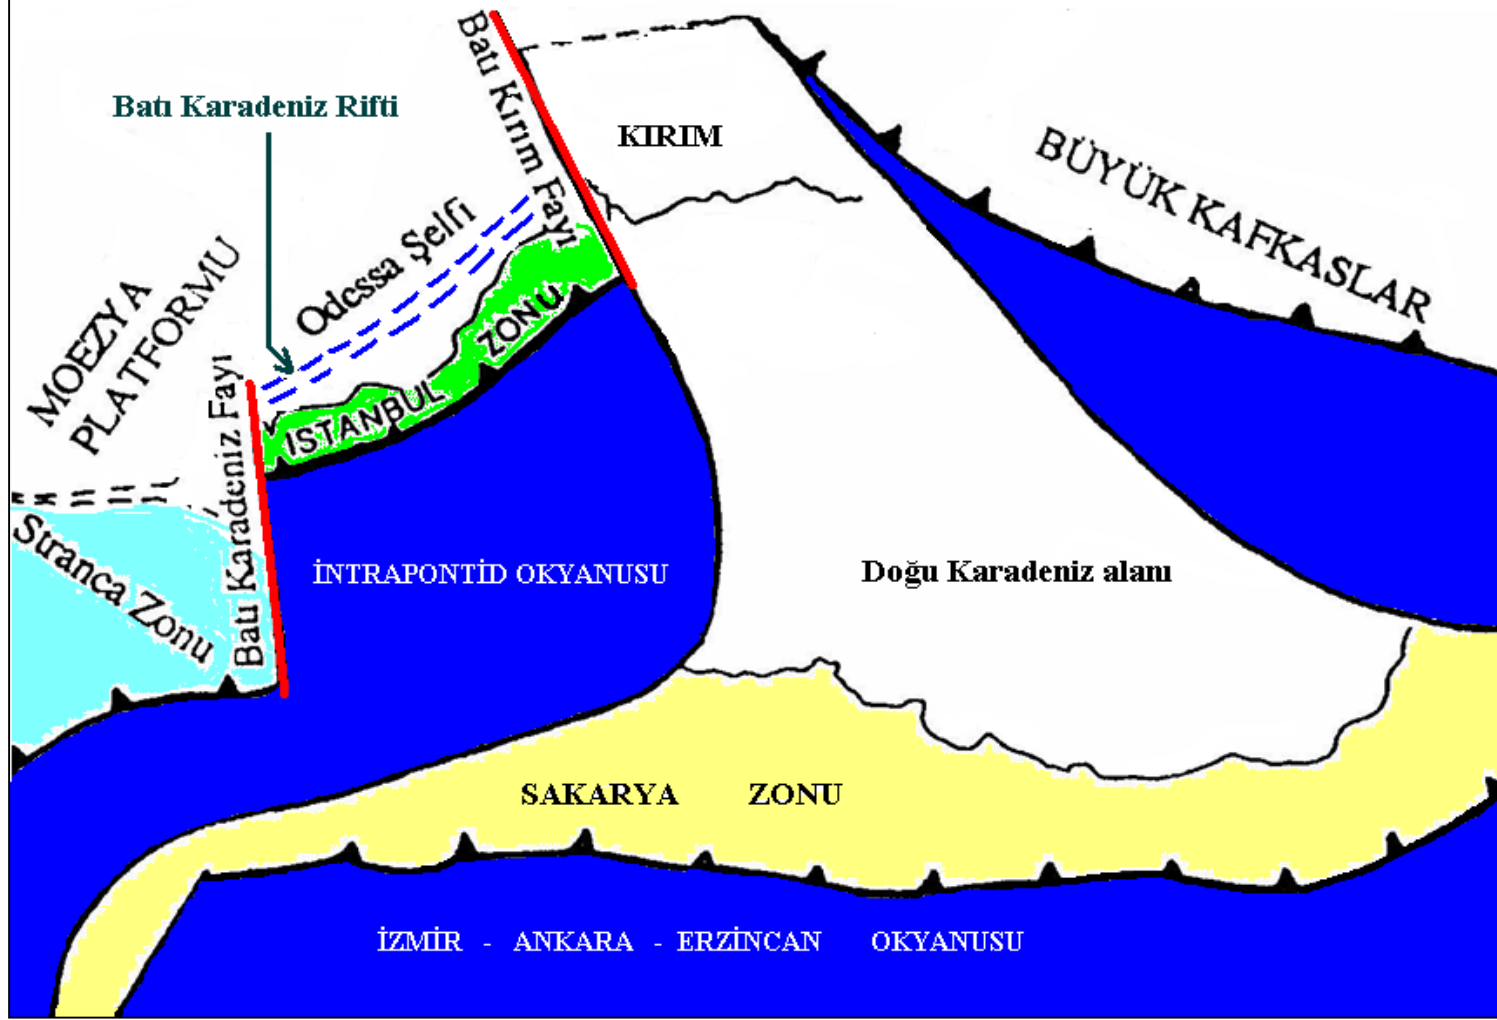 Batı Karadeniz Rifti
Batı Kırım Fayı
KIRIM
BÜYÜK KAFKASLAR
Odessa Şelfi
MOEZYA
PLATFORMU
ISTANBUL ZONU
Batı Karadeniz Fayı
Stranca Zonu
İNTRAPONTİD OKYANUSU
Doğu Karadeniz alanı
SAKARYA ZONU
İZMİR - ANKARA - ERZİNCAN OKYANUSU